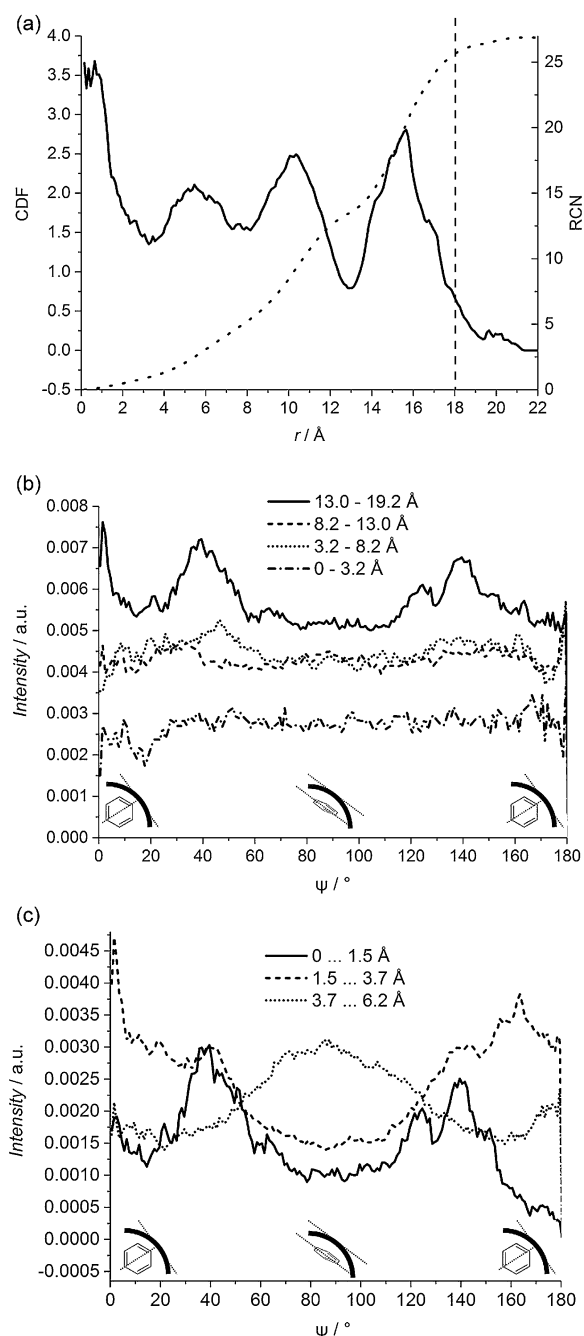 (a)
4.0
3.5
3.0
2.5
2.0
1.5
1.0
0.5
0.0
-0.5
CDF
25
20
15
10
5
0
RCN
0 2 4 6 8 10 12 14 16 18 20 22
r / Å
(b)
0.008
0.007
0.006
0.005
0.004
0.003
0.002
0.001
0.000
Intensity / a.u.
13.0 - 19.2 Å
8.2 - 13.0 Å
3.2 - 8.2 Å
0 - 3.2 Å
0 20 40 60 80 100 120 140 160 180
Ψ / °
(c)
0.0045
0.0040
0.0035
0.0030
0.0025
0.0020
0.0015
0.0010
0.0005
0.0000
-0.0005
Intensity / a.u.
0 ... 1.5 Å
1.5 ... 3.7 Å
3.7 ... 6.2 Å
0 20 40 60 80 100 120 140 160 180
Ψ / °